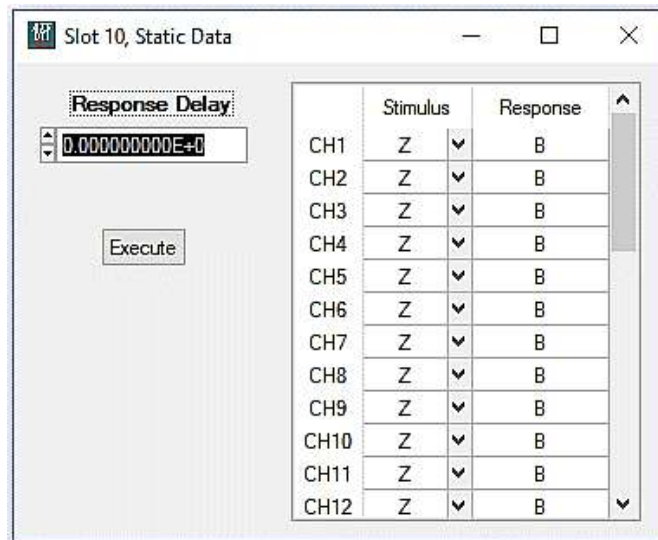 Slot 10, Static Data
Response Delay
0.000000000E+0
Execute
Stimulus Response
CH1 Z B
CH2 Z B
CH3 Z B
CH4 Z B
CH5 Z B
CH6 Z B
CH7 Z B
CH8 Z B
CH9 Z B
CH10 Z B
CH11 Z B
CH12 Z B